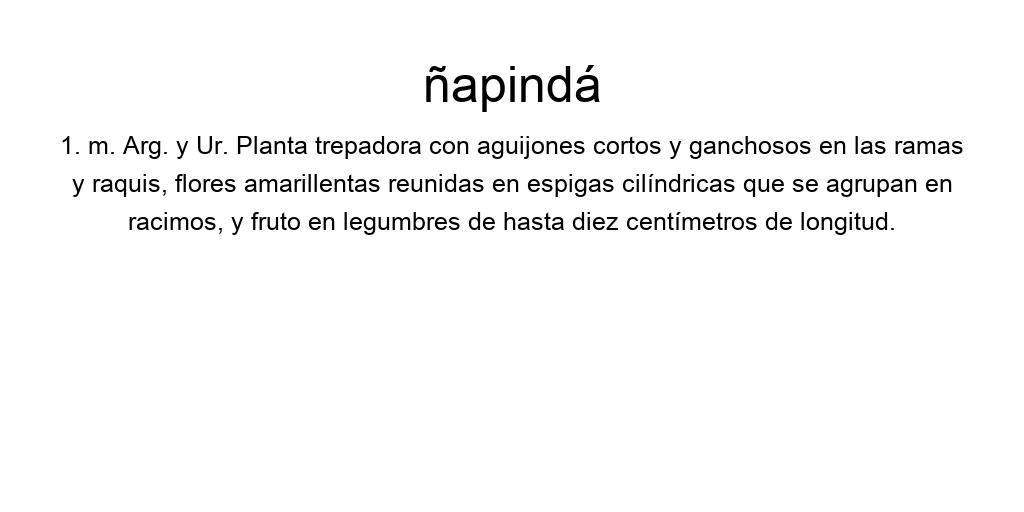 ñapindá
1. m. Arg. y Ur. Planta trepadora con aguijones cortos y ganchosos en las ramas
y raquis, flores amarillentas reunidas en espigas cilíndricas que se agrupan en
racimos, y fruto en legumbres de hasta diez centímetros de longitud.